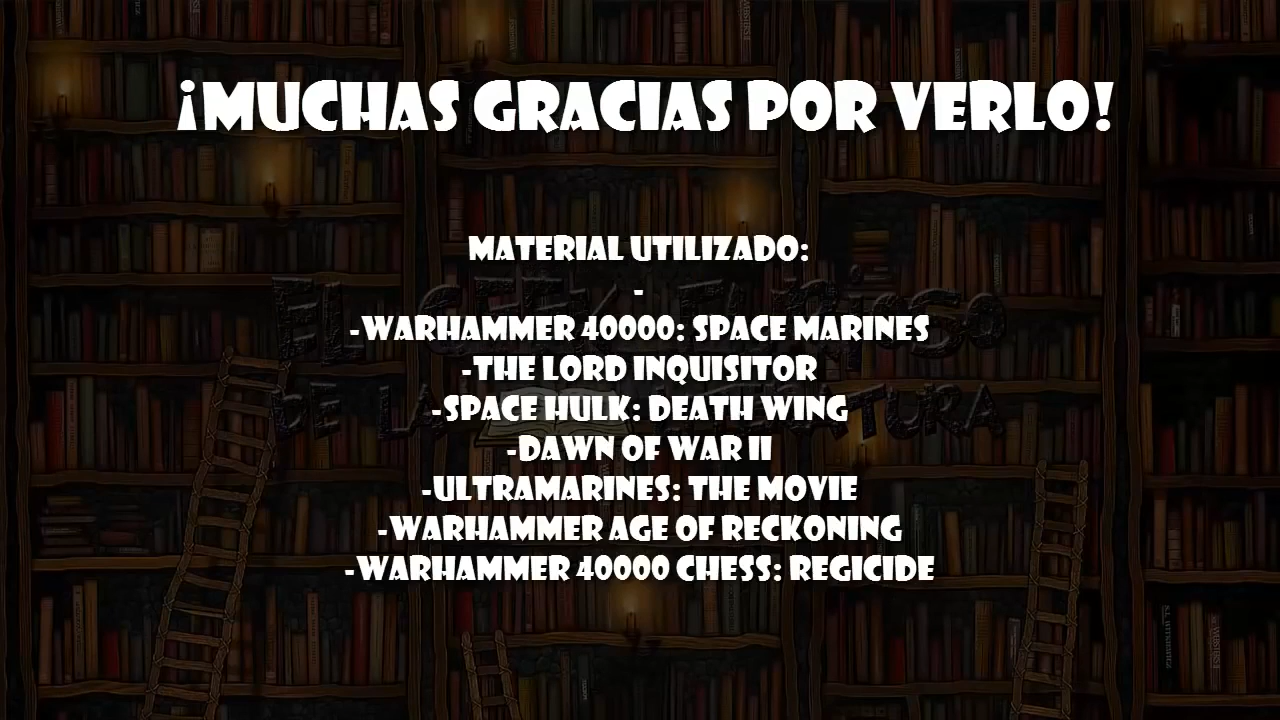 ¡MUCHAS GRACIAS POR VERLO!
MATERIAL UTILIZADO:
-
-WARHAMMER 40000: SPACE MARINES
-THE LORD INQUISITOR
-SPACE HULK: DEATH WING
-DAWN OF WAR II
-ULTRAMARINES: THE MOVIE
-WARHAMMER AGE OF RECKONING
-WARHAMMER 40000 CHESS: REGICIDE